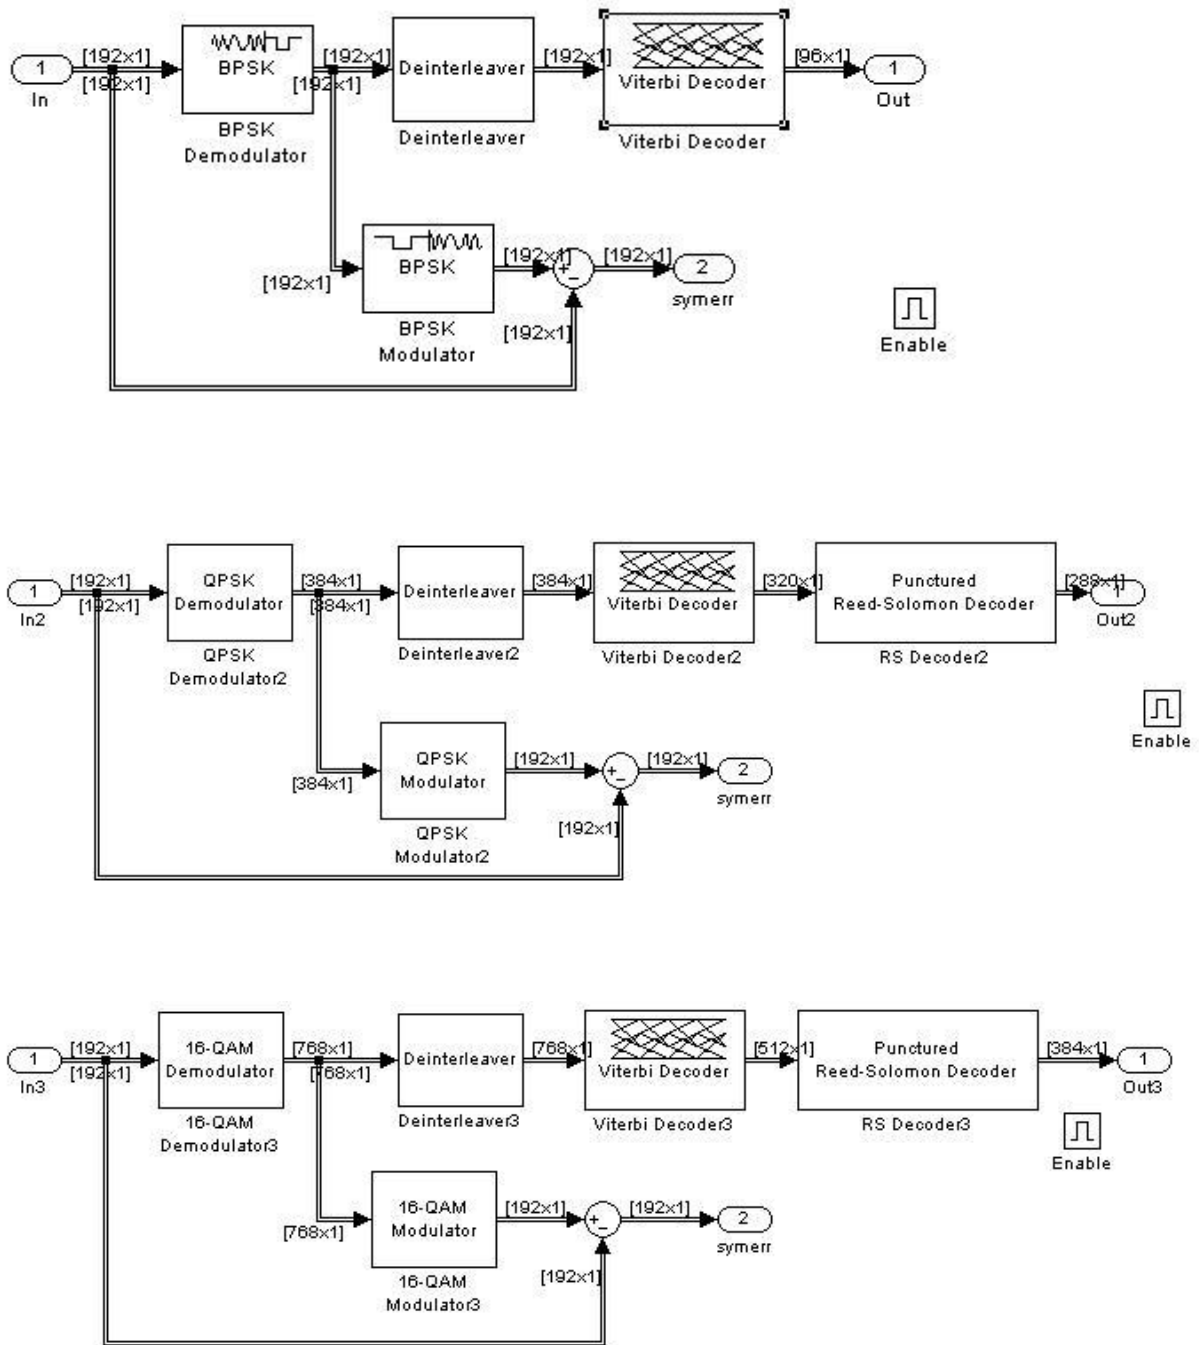 [192x1]
[192x1]
1
In
BPSK
BPSK
Demodulator
[192x1]
[192x1]
Deinterleaver
Deinterleaver
[192x1]
Viterbi Decoder
Viterbi Decoder
[96x1]
1
Out
[192x1]
BPSK
BPSK
Modulator
[192x1]
+
−
[192x1]
[192x1]
2
symerr
Enable
[192x1]
[192x1]
1
In2
QPSK
Demodulator
QPSK
Demodulator2
[384x1]
[384x1]
Deinterleaver
Deinterleaver2
[384x1]
Viterbi Decoder
Viterbi Decoder2
[320x1]
Punctured
Reed-Solomon Decoder
RS Decoder2
[288x1]
1
Out2
Enable
[384x1]
QPSK
Modulator
QPSK
Modulator2
[192x1]
+
−
[192x1]
[192x1]
2
symerr
[192x1]
[192x1]
1
In3
16-QAM
Demodulator
16-QAM
Demodulator3
[768x1]
[768x1]
Deinterleaver
Deinterleaver3
[768x1]
Viterbi Decoder
Viterbi Decoder3
[512x1]
Punctured
Reed-Solomon Decoder
RS Decoder3
[384x1]
1
Out3
Enable
[768x1]
16-QAM
Modulator
16-QAM
Modulator3
[192x1]
+
−
[192x1]
[192x1]
2
symerr